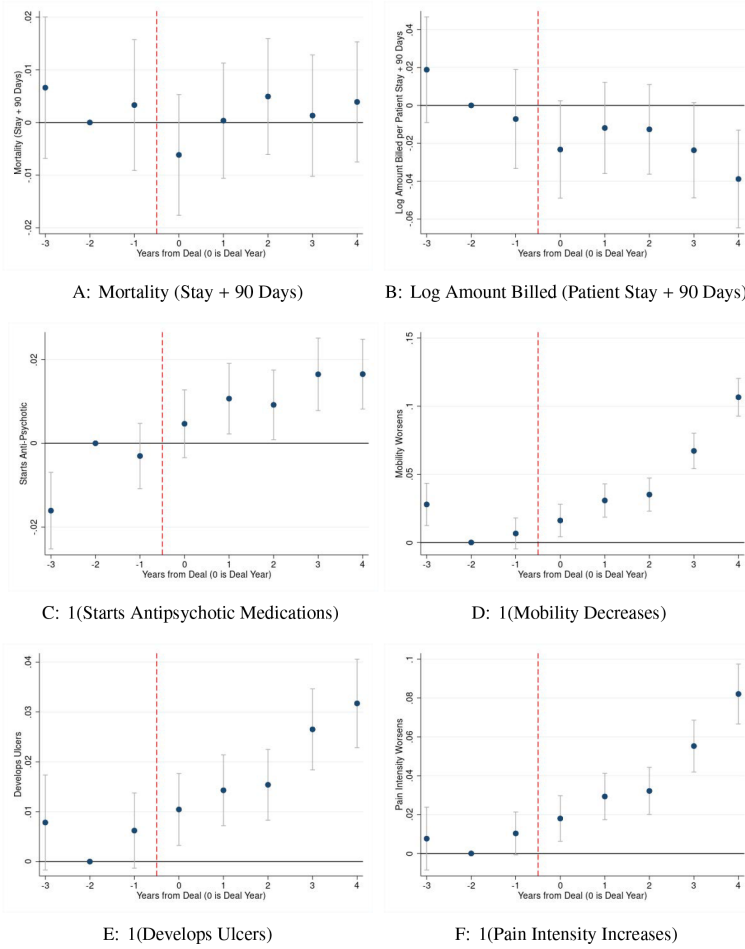 Mortality (Stay + 90 Days)
.02
.01
0
-.01
-.02
-3 -2 -1 0 1 2 3 4
Years from Deal (0 is Deal Year)
A: Mortality (Stay + 90 Days)
Log Amount Billed per Patient Stay + 90 Days
.04
.02
0
-.02
-.04
-.06
-3 -2 -1 0 1 2 3 4
Years from Deal (0 is Deal Year)
B: Log Amount Billed (Patient Stay + 90 Days)
Starts Anti-Psychotic
.02
0
-.02
-3 -2 -1 0 1 2 3 4
Years from Deal (0 is Deal Year)
C: 1(Starts Antipsychotic Medications)
Mobility Worsens
.15
.1
.05
0
-3 -2 -1 0 1 2 3 4
Years from Deal (0 is Deal Year)
D: 1(Mobility Decreases)
Develops Ulcers
.04
.03
.02
.01
0
-3 -2 -1 0 1 2 3 4
Years from Deal (0 is Deal Year)
E: 1(Develops Ulcers)
Pain Intensity Worsens
.1
.08
.06
.04
.02
0
-3 -2 -1 0 1 2 3 4
Years from Deal (0 is Deal Year)
F: 1(Pain Intensity Increases)